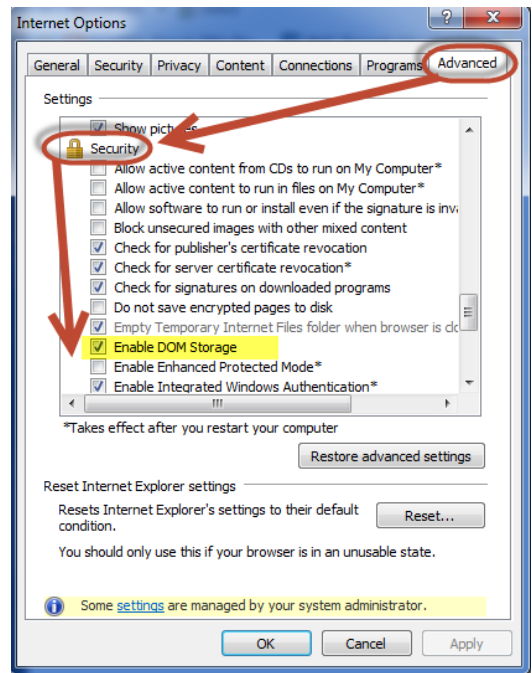 Internet Options
General Security Privacy Content Connections Programs Advanced
Settings
Show pictures
Security
Allow active content from CDs to run on My Computer*
Allow active content to run in files on My Computer*
Allow software to run or install even if the signature is inva
Block unsecured images with other mixed content
Check for publisher's certificate revocation
Check for server certificate revocation*
Check for signatures on downloaded programs
Do not save encrypted pages to disk
Empty Temporary Internet Files folder when browser is clo
Enable DOM Storage
Enable Enhanced Protected Mode*
Enable Integrated Windows Authentication*
*Takes effect after you restart your computer
Restore advanced settings
Reset Internet Explorer settings
Resets Internet Explorer's settings to their default
condition.
Reset...
You should only use this if your browser is in an unusable state.
Some settings are managed by your system administrator.
OK Cancel Apply